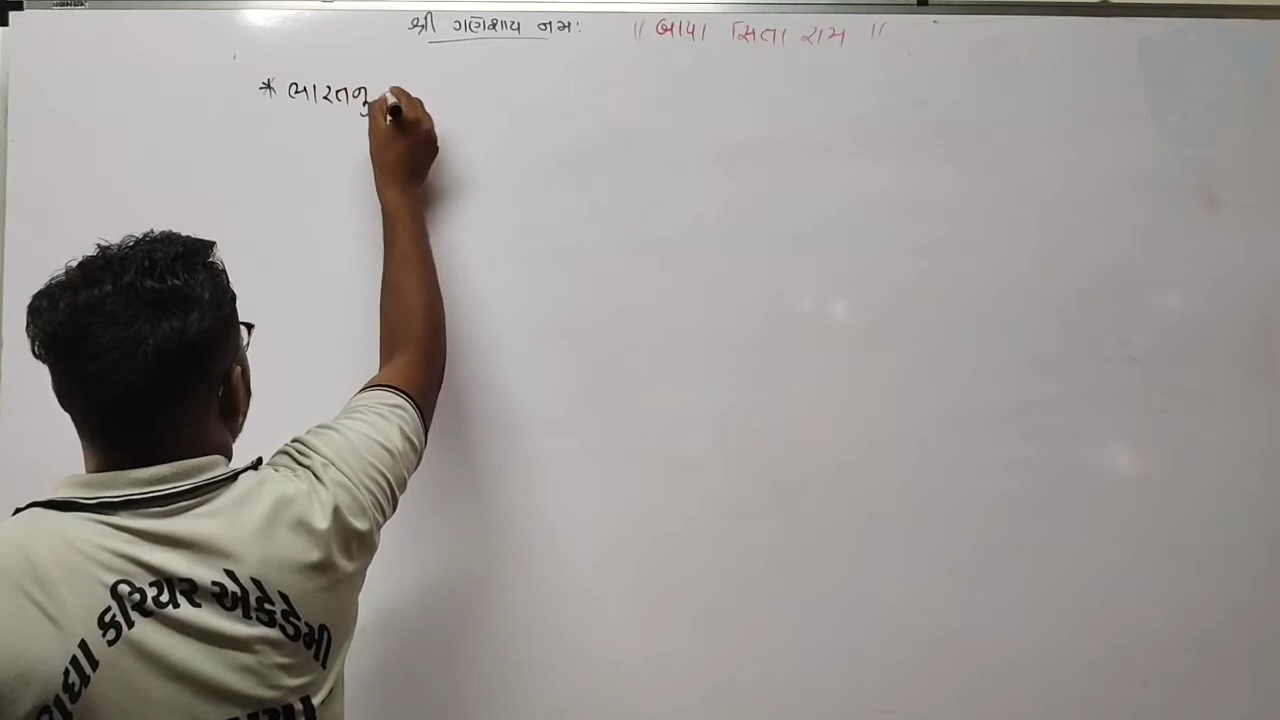 શ્રી ગણેશાય નમઃ ॥ બાપા સિતા રામ ॥
* ભારતનુ
કરિયર એકેડેમી